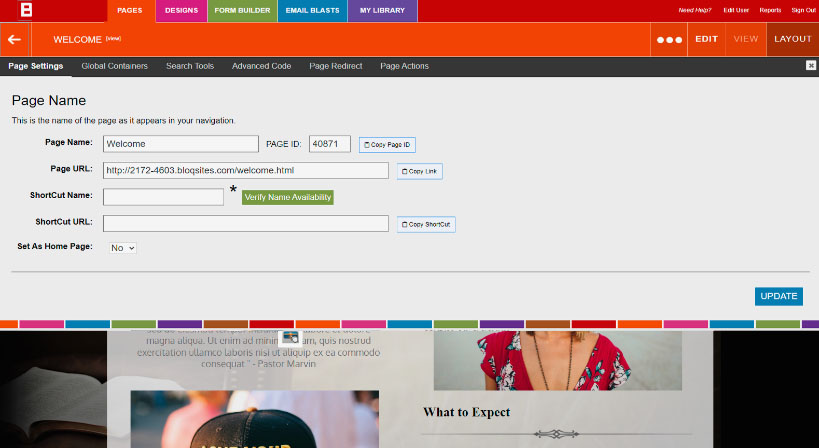 B PAGES DESIGNS FORM BUILDER EMAIL BLASTS MY LIBRARY Need Help? Edit User Reports Sign Out
WELCOME [view] EDIT VIEW LAYOUT
Page Settings Global Containers Search Tools Advanced Code Page Redirect Page Actions
Page Name
This is the name of the page as it appears in your navigation.
Page Name: Welcome PAGE ID: 40871 Copy Page ID
Page URL: http://2172-4603.bloqsites.com/welcome.html Copy Link
ShortCut Name: * Verify Name Availability
ShortCut URL: Copy ShortCut
Set As Home Page: No
UPDATE
magna aliqua. Ut enim ad minim am, quis nostrud
exercitation ullamco laboris nisi ut aliquip ex ea commodo
consequat " - Pastor Marvin
What to Expect